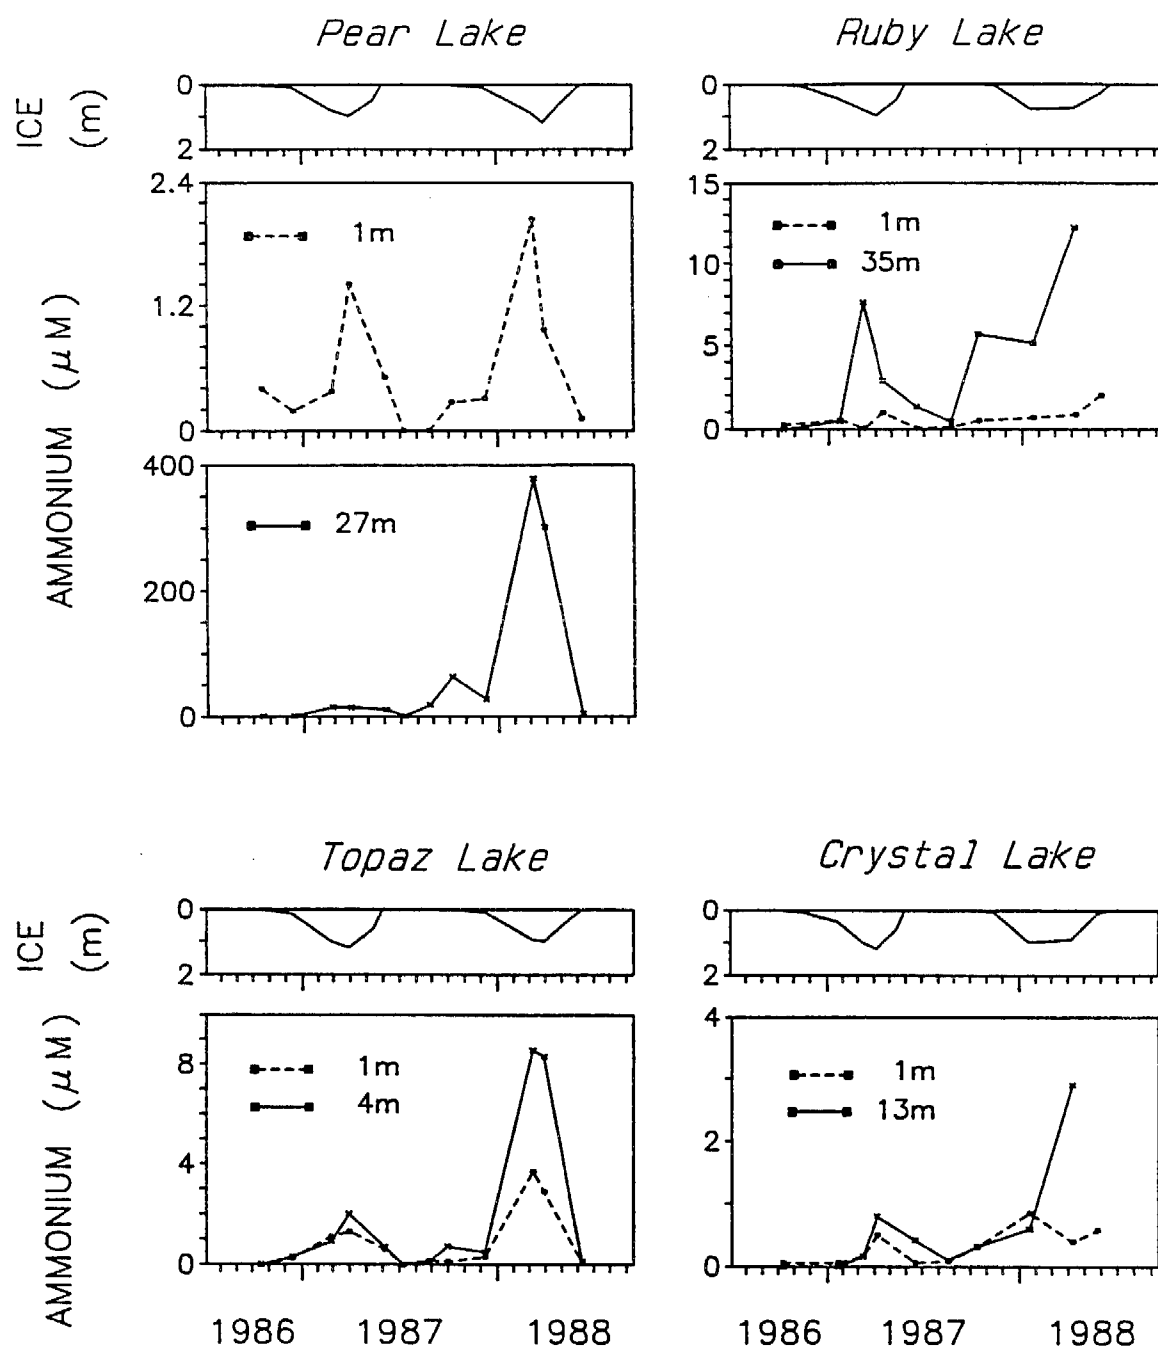 Pear Lake
Ruby Lake
ICE
(m)
0
2
0
2
AMMONIUM (μM)
2.4
1.2
0
1m
15
10
5
0
1m
35m
400
200
0
27m
Topaz Lake
Crystal Lake
ICE
(m)
0
2
0
2
AMMONIUM (μM)
8
4
0
1m
4m
4
2
0
1m
13m
1986 1987 1988
1986 1987 1988